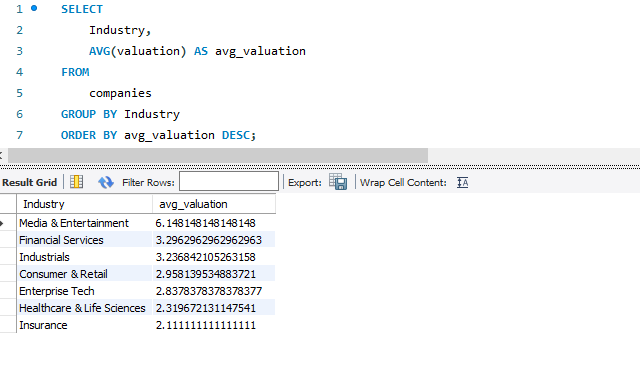 1 SELECT
2 Industry,
3 AVG(valuation) AS avg_valuation
4 FROM
5 companies
6 GROUP BY Industry
7 ORDER BY avg_valuation DESC;
Result Grid Filter Rows: Export: Wrap Cell Content: IA
Industry avg_valuation
Media & Entertainment 6.148148148148148
Financial Services 3.2962962962962963
Industrials 3.236842105263158
Consumer & Retail 2.958139534883721
Enterprise Tech 2.8378378378378377
Healthcare & Life Sciences 2.319672131147541
Insurance 2.111111111111111